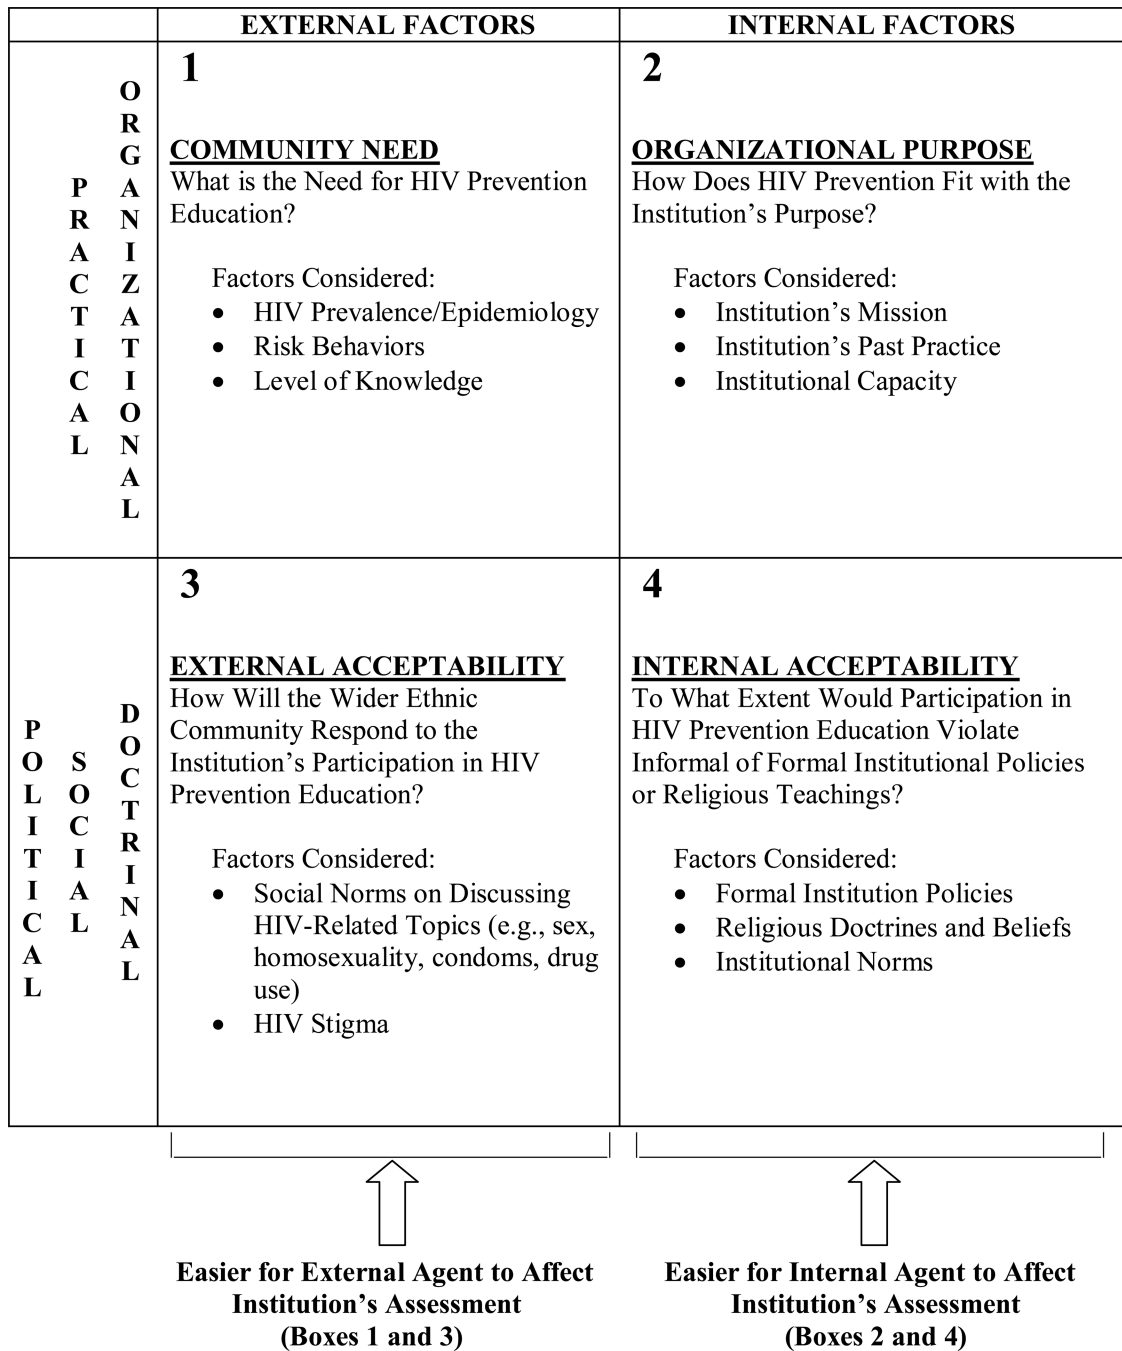 EXTERNAL FACTORS
INTERNAL FACTORS
PRACTICAL
ORGANIZATIONAL
1
COMMUNITY NEED
What is the Need for HIV Prevention
Education?
Factors Considered:
• HIV Prevalence/Epidemiology
• Risk Behaviors
• Level of Knowledge
2
ORGANIZATIONAL PURPOSE
How Does HIV Prevention Fit with the
Institution’s Purpose?
Factors Considered:
• Institution’s Mission
• Institution’s Past Practice
• Institutional Capacity
POLITICAL
SOCIAL
DOCTRINAL
3
EXTERNAL ACCEPTABILITY
How Will the Wider Ethnic
Community Respond to the
Institution’s Participation in HIV
Prevention Education?
Factors Considered:
• Social Norms on Discussing
HIV-Related Topics (e.g., sex,
homosexuality, condoms, drug
use)
• HIV Stigma
4
INTERNAL ACCEPTABILITY
To What Extent Would Participation in
HIV Prevention Education Violate
Informal of Formal Institutional Policies
or Religious Teachings?
Factors Considered:
• Formal Institution Policies
• Religious Doctrines and Beliefs
• Institutional Norms
Easier for External Agent to Affect
Institution’s Assessment
(Boxes 1 and 3)
Easier for Internal Agent to Affect
Institution’s Assessment
(Boxes 2 and 4)